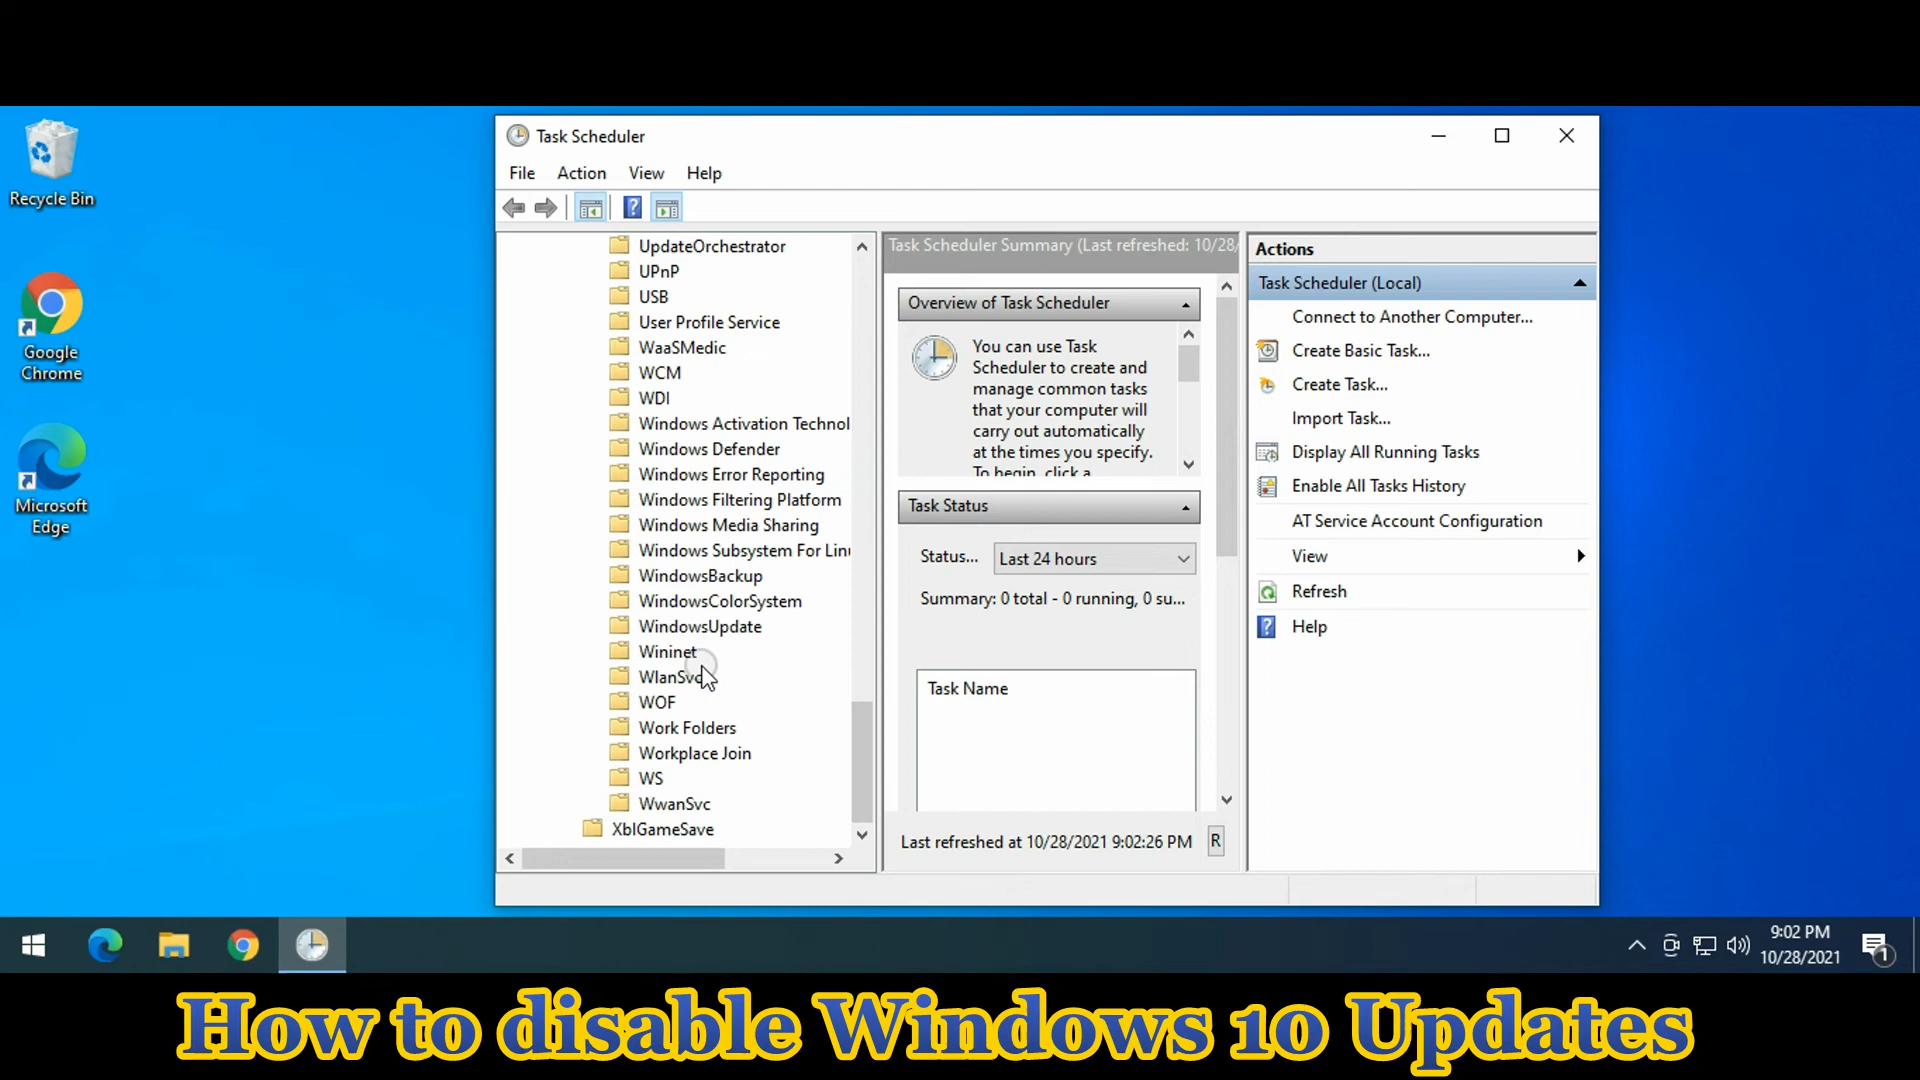 Recycle Bin
Google
Chrome
Microsoft
Edge
Task Scheduler
File Action View Help
UpdateOrchestrator
UPnP
USB
User Profile Service
WaaSMedic
WCM
WDI
Windows Activation Technol
Windows Defender
Windows Error Reporting
Windows Filtering Platform
Windows Media Sharing
Windows Subsystem For Linu
WindowsBackup
WindowsColorSystem
WindowsUpdate
Wininet
WlanSvc
WOF
Work Folders
Workplace Join
WS
WwanSvc
XblGameSave
Task Scheduler Summary (Last refreshed: 10/28/
Overview of Task Scheduler
You can use Task
Scheduler to create and
manage common tasks
that your computer will
carry out automatically
at the times you specify.
To begin, click a
Task Status
Status... Last 24 hours
Summary: 0 total - 0 running, 0 su...
Task Name
Last refreshed at 10/28/2021 9:02:26 PM R
Actions
Task Scheduler (Local)
Connect to Another Computer...
Create Basic Task...
Create Task...
Import Task...
Display All Running Tasks
Enable All Tasks History
AT Service Account Configuration
View
Refresh
Help
9:02 PM
10/28/2021
1
How to disable Windows 10 Updates